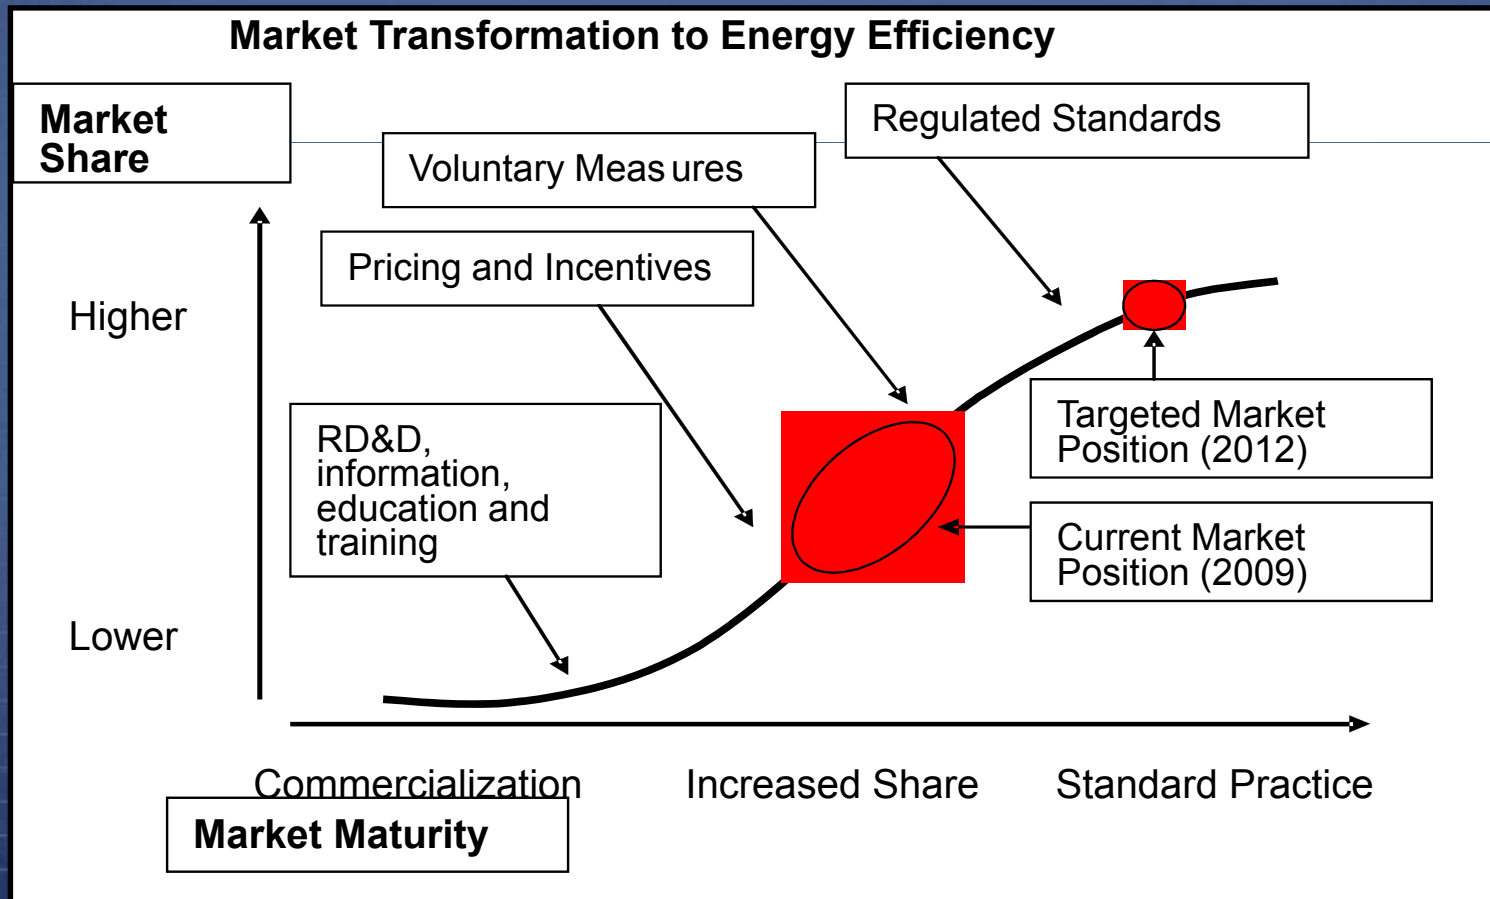 Market Transformation to Energy Efficiency
Market
Share
Regulated Standards
Voluntary Meas ures
Pricing and Incentives
Higher
RD&D,
information,
education and
training
Targeted Market
Position (2012)
Current Market
Position (2009)
Lower
Commercialization
Increased Share
Standard Practice
Market Maturity